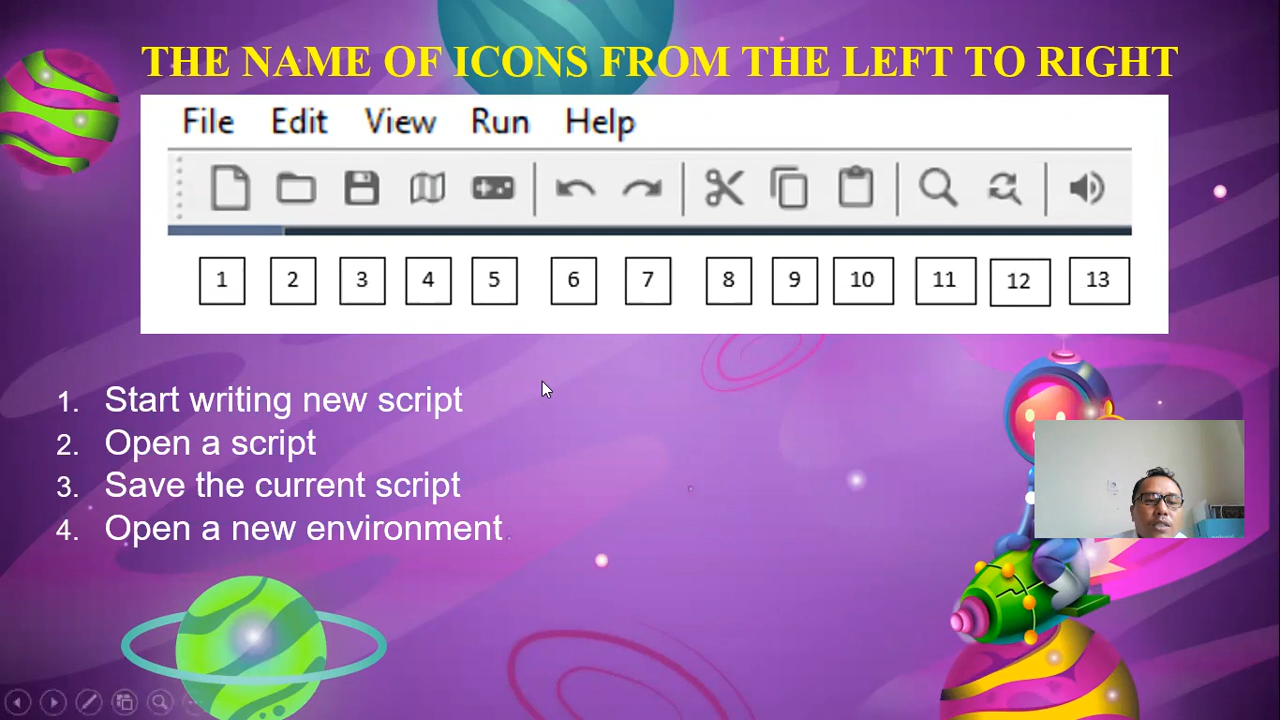 THE NAME OF ICONS FROM THE LEFT TO RIGHT
File Edit View Run Help
1 2 3 4 5 6 7 8 9 10 11 12 13
1. Start writing new script
2. Open a script
3. Save the current script
4. Open a new environment